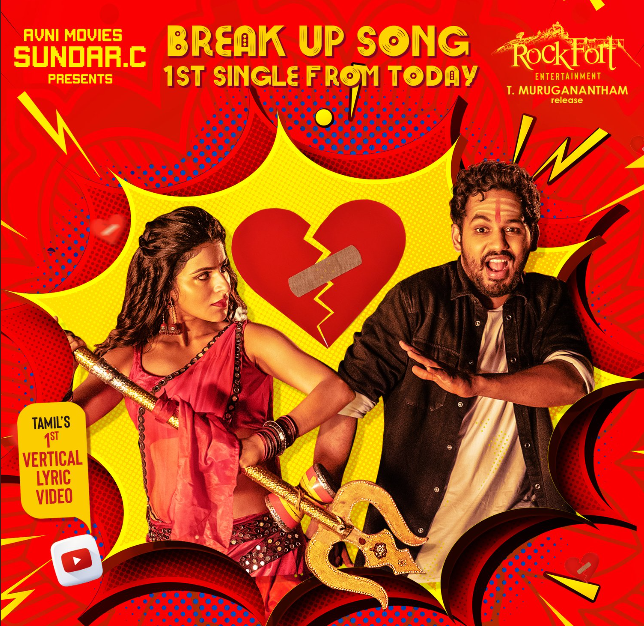 AVNI MOVIES
SUNDAR.C
PRESENTS
BREAK UP SONG
1ST SINGLE FROM TODAY
ROCKFORT
ENTERTAINMENT
T. MURUGANANTHAM
release
TAMIL'S
1ST
VERTICAL
LYRIC
VIDEO